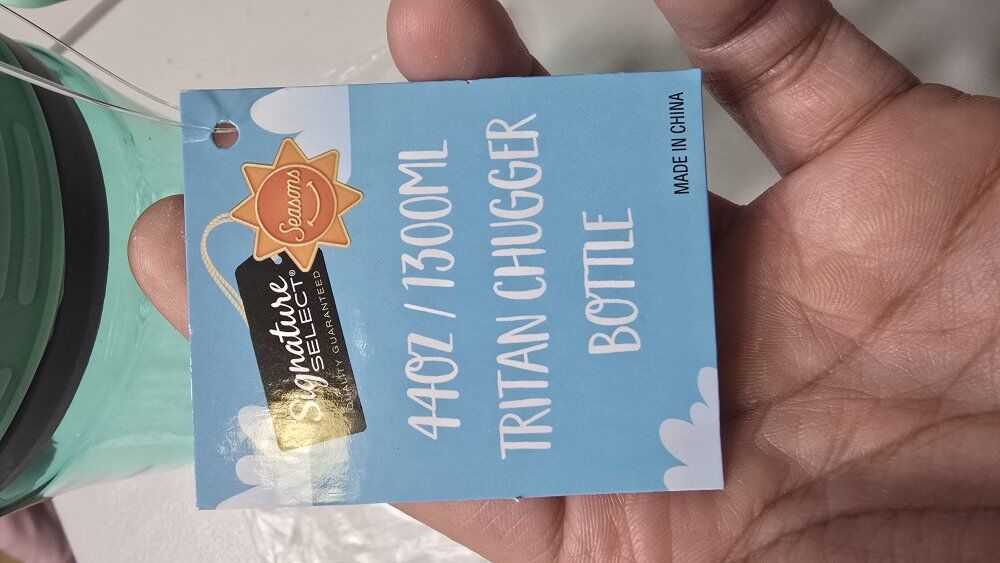 Seasons
Signature
SELECT®
QUALITY GUARANTEED
44OZ / 1300ML
TRITAN CHUGGER
BOTTLE
MADE IN CHINA